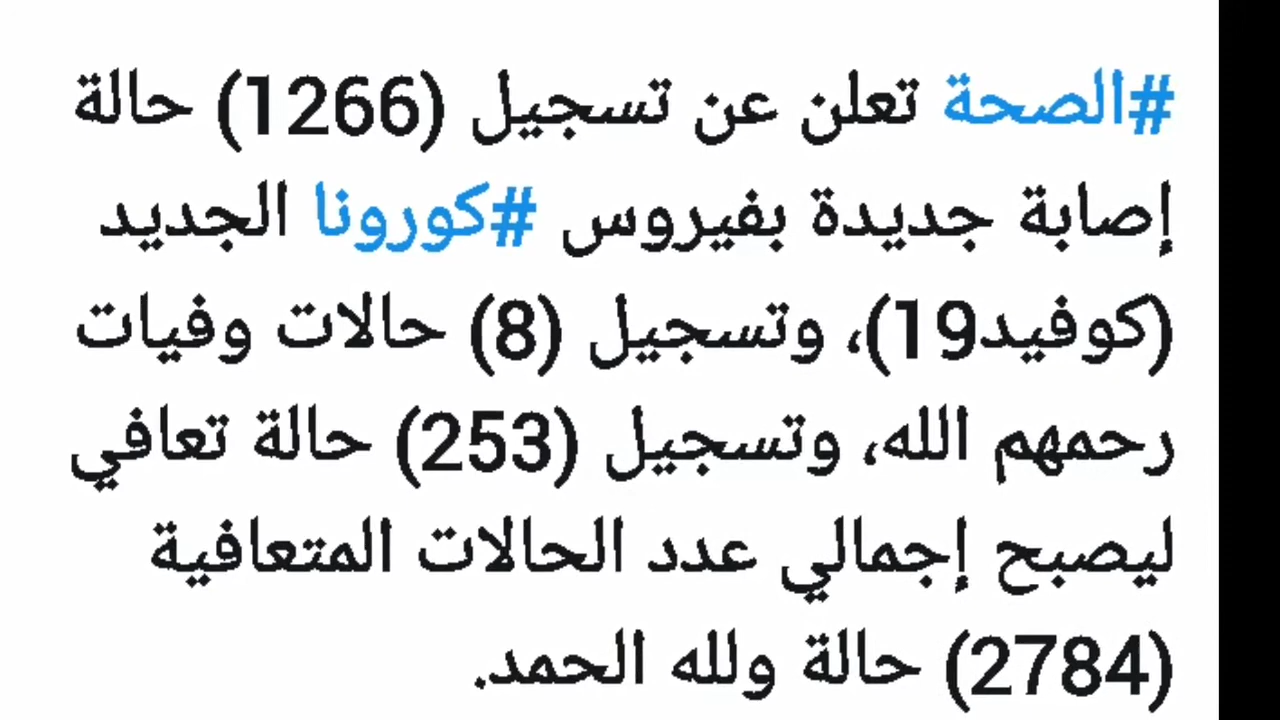 #الصحة تعلن عن تسجيل (1266) حالة
إصابة جديدة بفيروس #كورونا الجديد
(كوفيد19)، وتسجيل (8) حالات وفيات
رحمهم الله، وتسجيل (253) حالة تعافي
ليصبح إجمالي عدد الحالات المتعافية
(2784) حالة ولله الحمد.